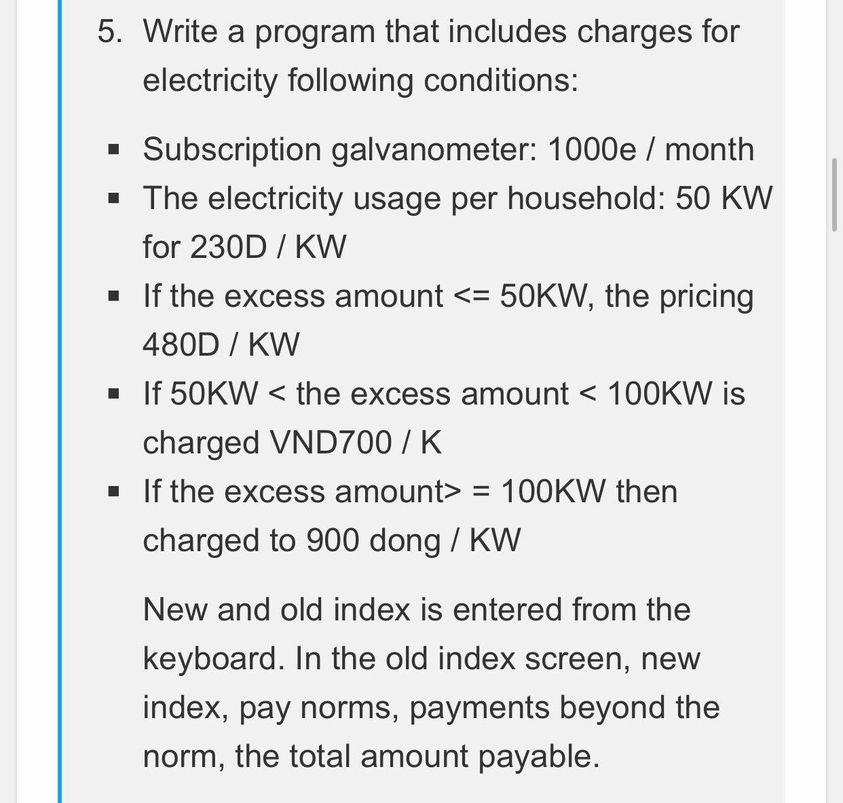 5. Write a program that includes charges for
electricity following conditions:
▪ Subscription galvanometer: 1000e / month
▪ The electricity usage per household: 50 KW
for 230D / KW
▪ If the excess amount <= 50KW, the pricing
480D / KW
▪ If 50KW < the excess amount < 100KW is
charged VND700 / K
▪ If the excess amount> = 100KW then
charged to 900 dong / KW
New and old index is entered from the
keyboard. In the old index screen, new
index, pay norms, payments beyond the
norm, the total amount payable.